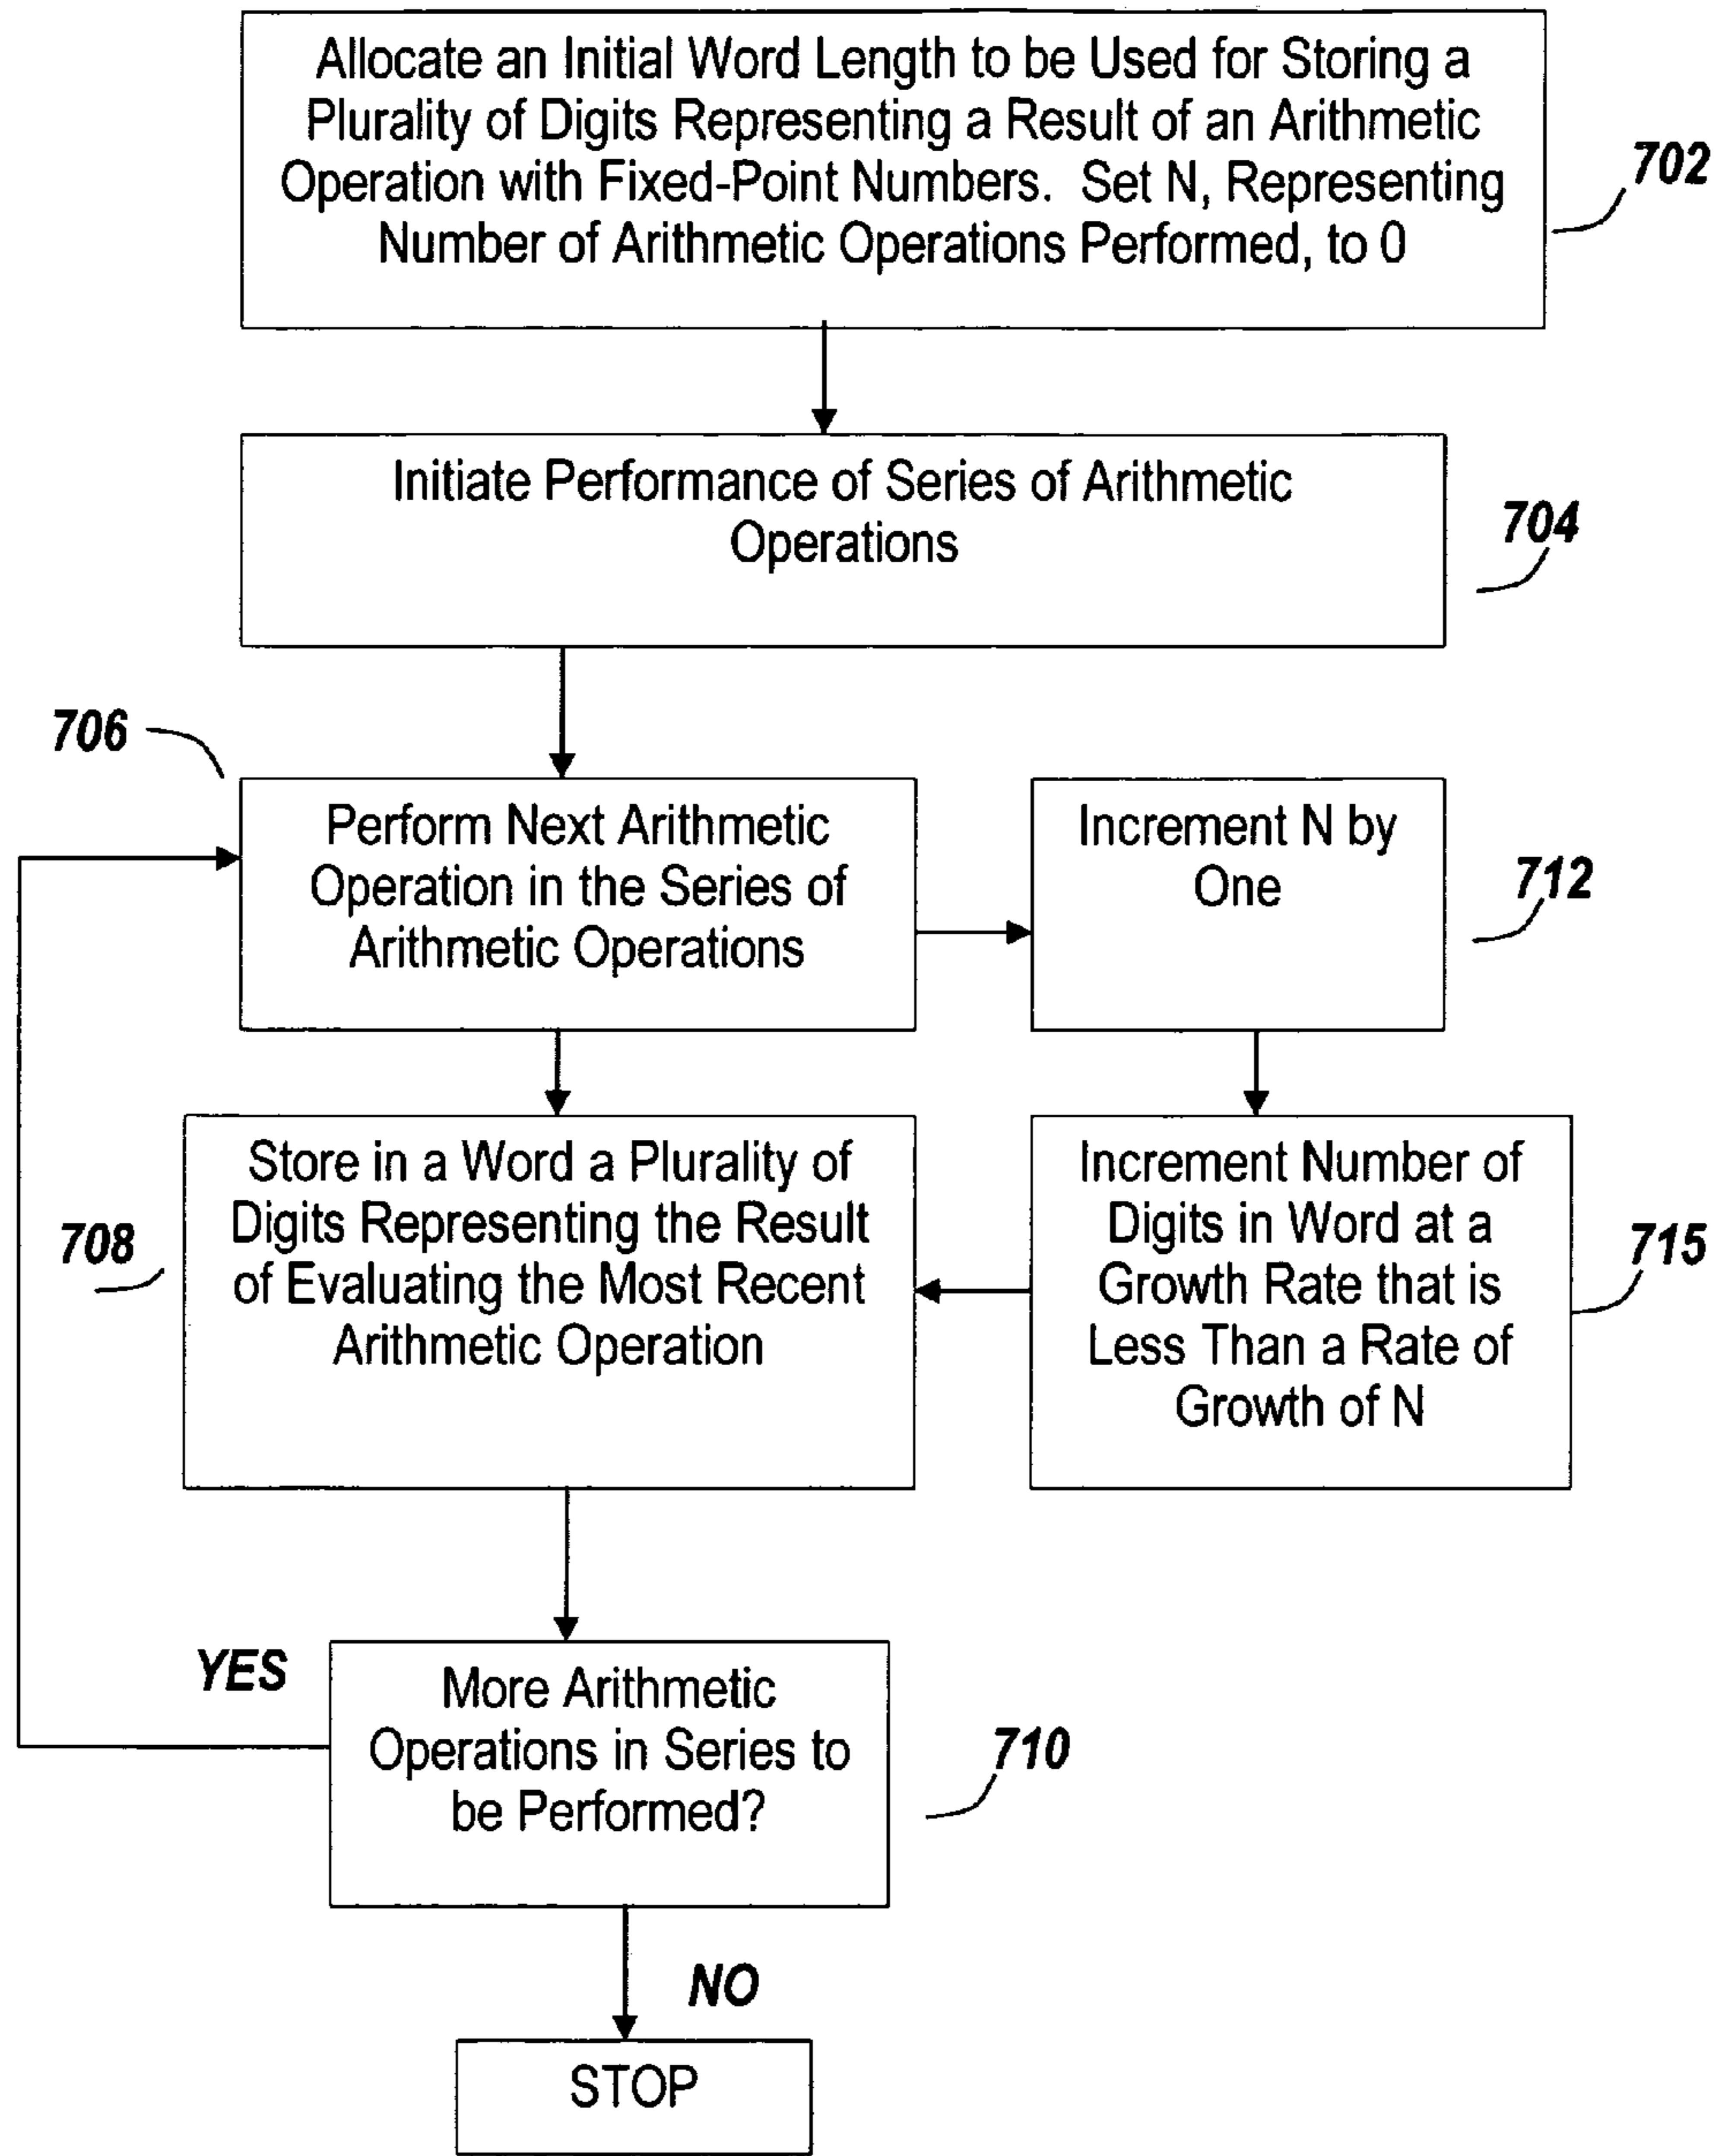 Allocate an Initial Word Length to be Used for Storing a
Plurality of Digits Representing a Result of an Arithmetic
Operation with Fixed-Point Numbers. Set N, Representing
Number of Arithmetic Operations Performed, to 0
702
Initiate Performance of Series of Arithmetic
Operations
704
706
Perform Next Arithmetic
Operation in the Series of
Arithmetic Operations
Increment N by
One
712
Store in a Word a Plurality of
Digits Representing the Result
of Evaluating the Most Recent
Arithmetic Operation
708
Increment Number of
Digits in Word at a
Growth Rate that is
Less Than a Rate of
Growth of N
715
YES
More Arithmetic
Operations in Series to
be Performed?
710
NO
STOP